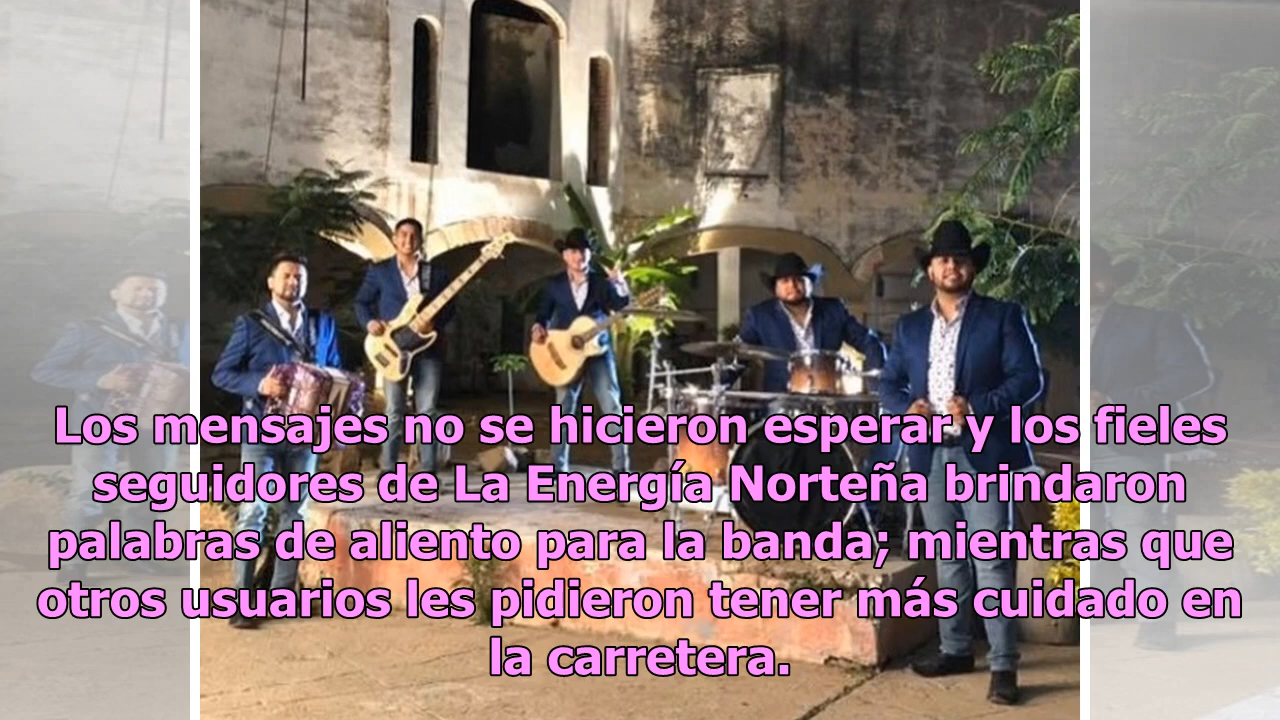 Los mensajes no se hicieron esperar y los fieles
seguidores de La Energía Norteña brindaron
palabras de aliento para la banda; mientras que
otros usuarios les pidieron tener más cuidado en
la carretera.